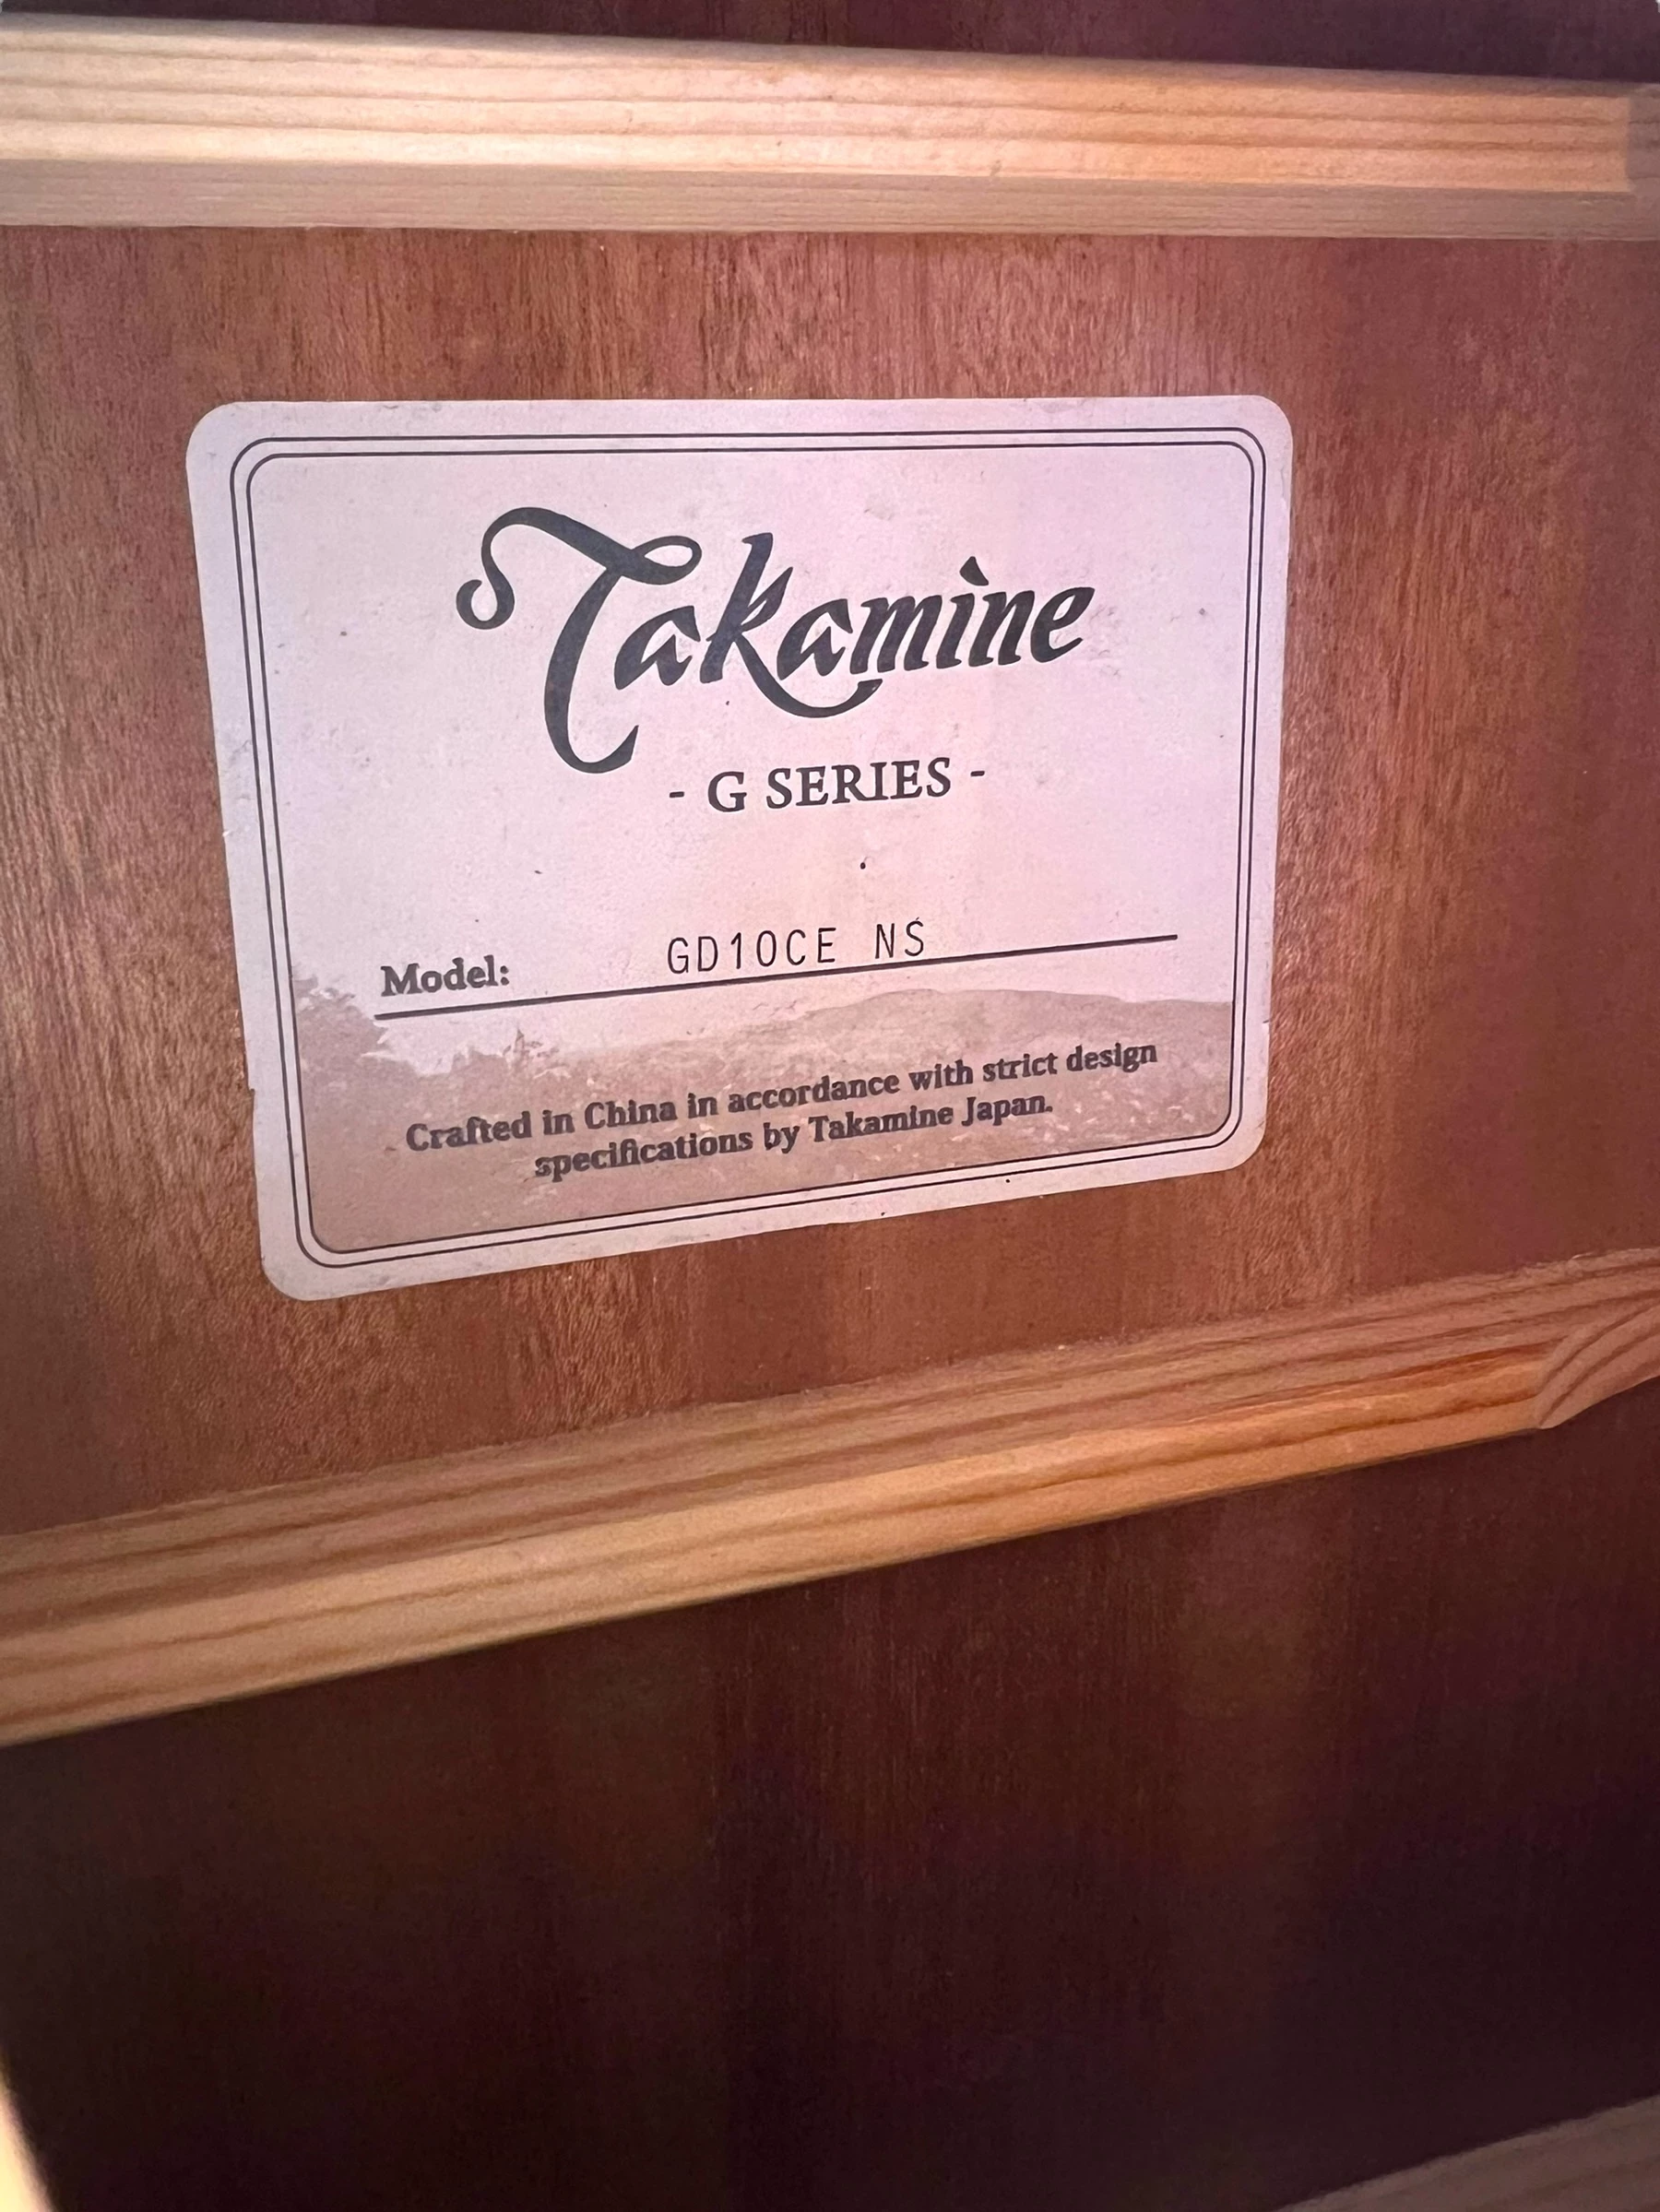 Takamine
- G SERIES -
Model: GD10CE NS
Crafted in China in accordance with strict design
specifications by Takamine Japan.